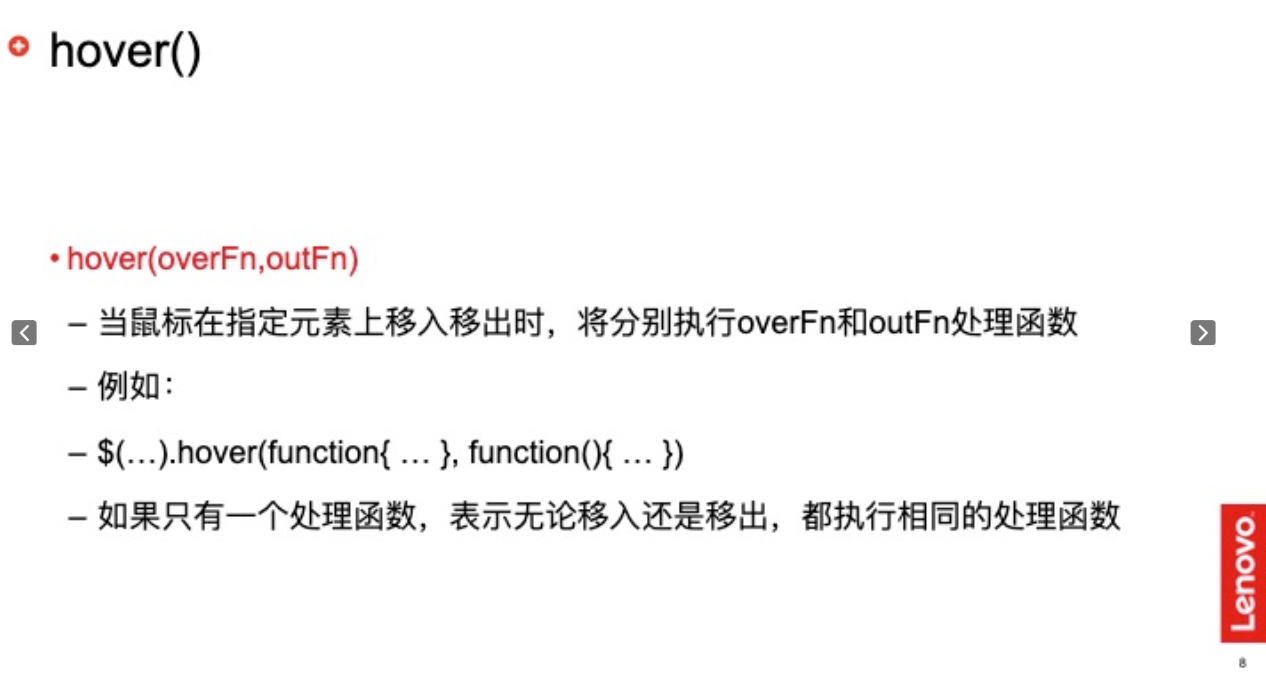 hover()
• hover(overFn,outFn)
– 当鼠标在指定元素上移入移出时，将分别执行overFn和outFn处理函数
– 例如：
– $(…).hover(function{ … }, function(){ … })
– 如果只有一个处理函数，表示无论移入还是移出，都执行相同的处理函数
Lenovo
8